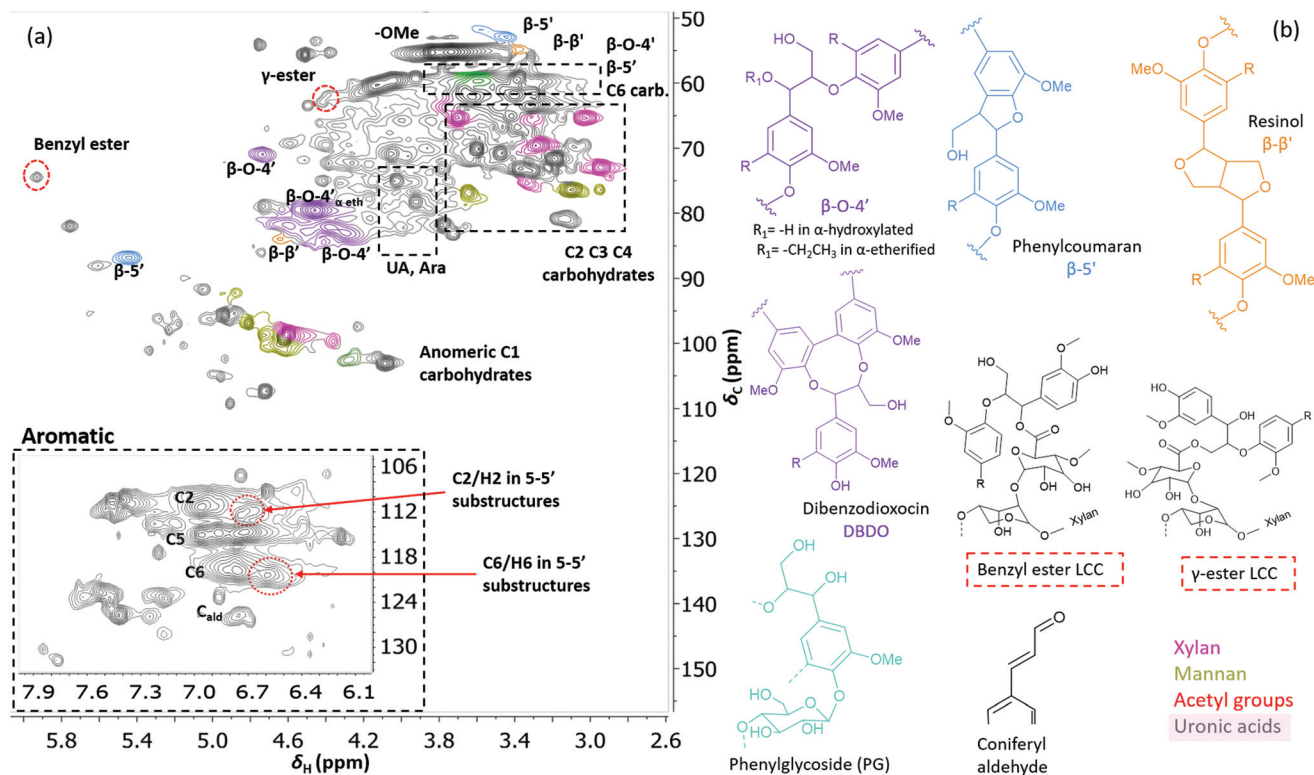 (a)
-OMe
β-5'
β-β'
β-O-4'
β-5'
C6 carb.
γ-ester
Benzyl ester
β-O-4'
β-O-4' α eth
β-β'
β-O-4'
β-5'
UA, Ara
C2 C3 C4
carbohydrates
Anomeric C1
carbohydrates
50
60
70
80
90
100
110
120
130
140
150
δC (ppm)
Aromatic
C2
C5
C6
Cald
106
112
118
124
130
7.9 7.6 7.3 7.0 6.7 6.4 6.1
C2/H2 in 5-5'
substructures
C6/H6 in 5-5'
substructures
5.8 5.4 5.0 4.6 4.2 3.8 3.4 3.0 2.6
δH (ppm)
(b)
HO
R
R1O
O
OMe
R
OMe
O
β-O-4'
R1= -H in α-hydroxylated
R1= -CH2CH3 in α-etherified
OMe
O
HO
R
OMe
O
Phenylcoumaran
β-5'
O
MeO
R
Resinol
β-β'
O
O
R
OMe
O
OMe
MeO
O
O
OH
R
OMe
OH
Dibenzodioxocin
DBDO
HO
O
OH
O
O
OH
O
O
O
R
O
O
OH
OH
OH
O
O
O
Xylan
Benzyl ester LCC
HO
O
OH
O
O
O
R
O
O
O
HO
OH
O
O
OH
O
Xylan
γ-ester LCC
HO
OH
O
OMe
O
HO
O
O
HO
OH
Phenylglycoside (PG)
O
Coniferyl
aldehyde
Xylan
Mannan
Acetyl groups
Uronic acids